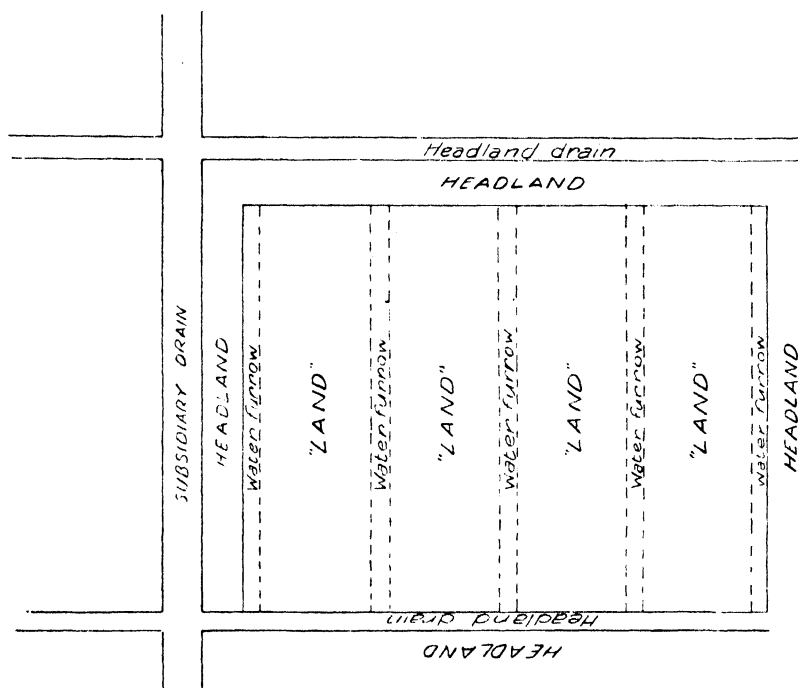 Headland drain
HEADLAND
SUBSIDIARY DRAIN
HEADLAND
Water furrow
"LAND"
Water furrow
"LAND"
Water furrow
"LAND"
Water furrow
"LAND"
Water furrow
HEADLAND
Headland drain
HEADLAND